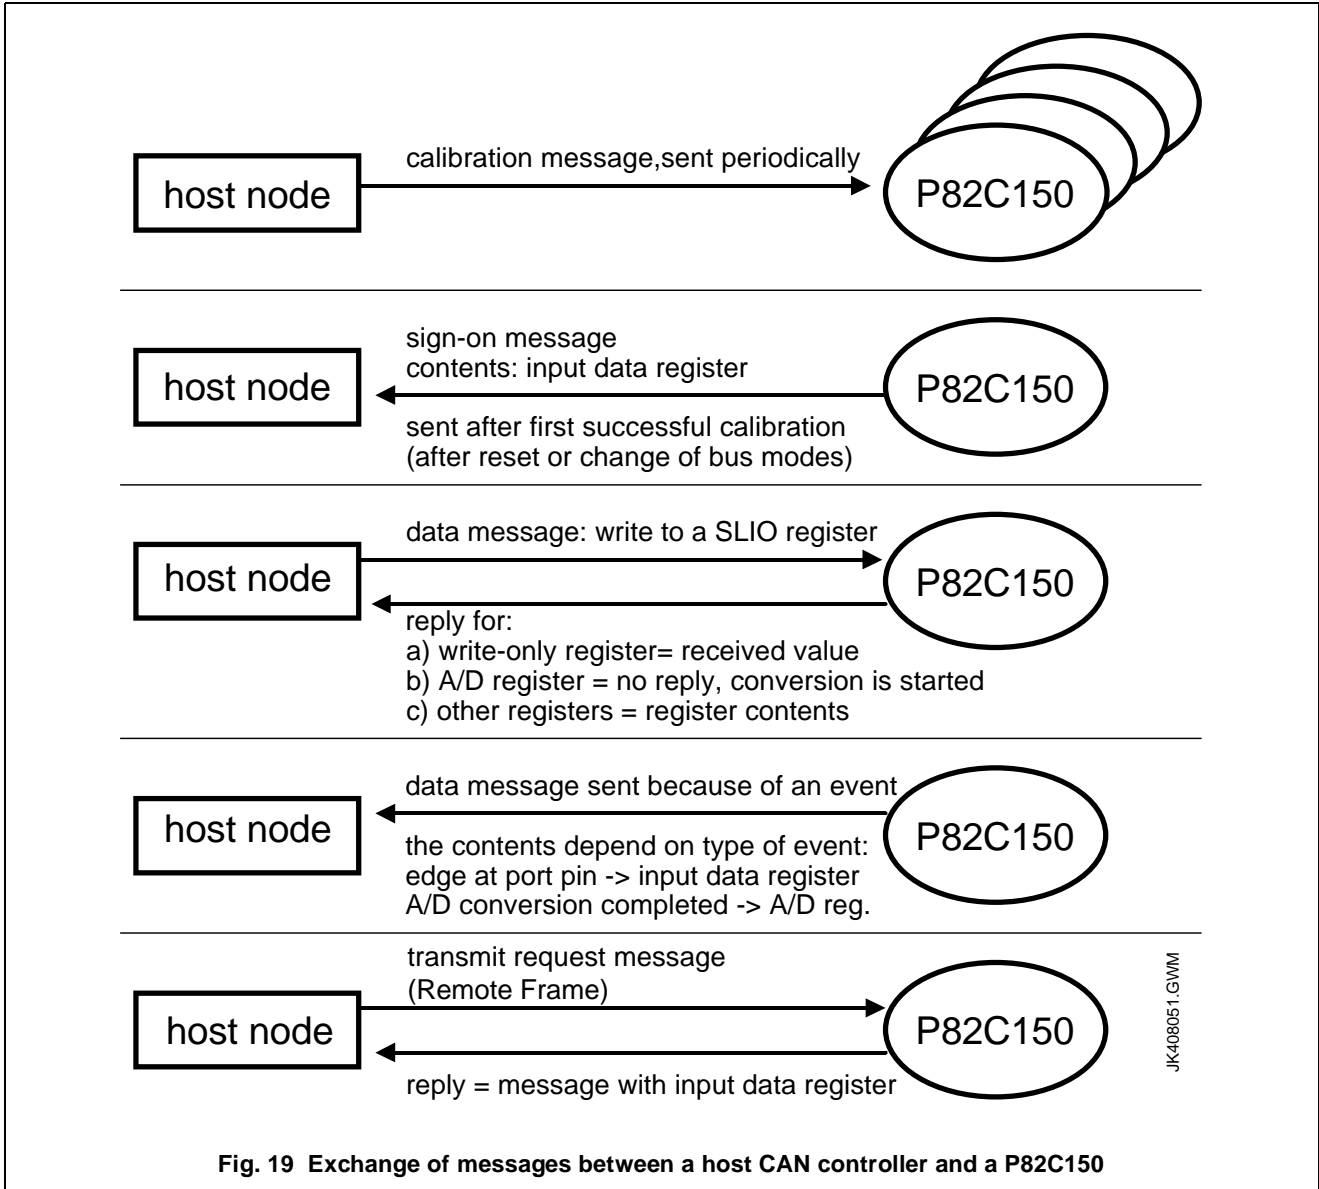 calibration message,sent periodically
host node
P82C150
sign-on message
contents: input data register
host node
P82C150
sent after first successful calibration
(after reset or change of bus modes)
data message: write to a SLIO register
host node
P82C150
reply for:
a) write-only register= received value
b) A/D register = no reply, conversion is started
c) other registers = register contents
data message sent because of an event
host node
P82C150
the contents depend on type of event:
edge at port pin -> input data register
A/D conversion completed -> A/D reg.
transmit request message
(Remote Frame)
host node
P82C150
reply = message with input data register
JK408051.GWM
Fig. 19 Exchange of messages between a host CAN controller and a P82C150